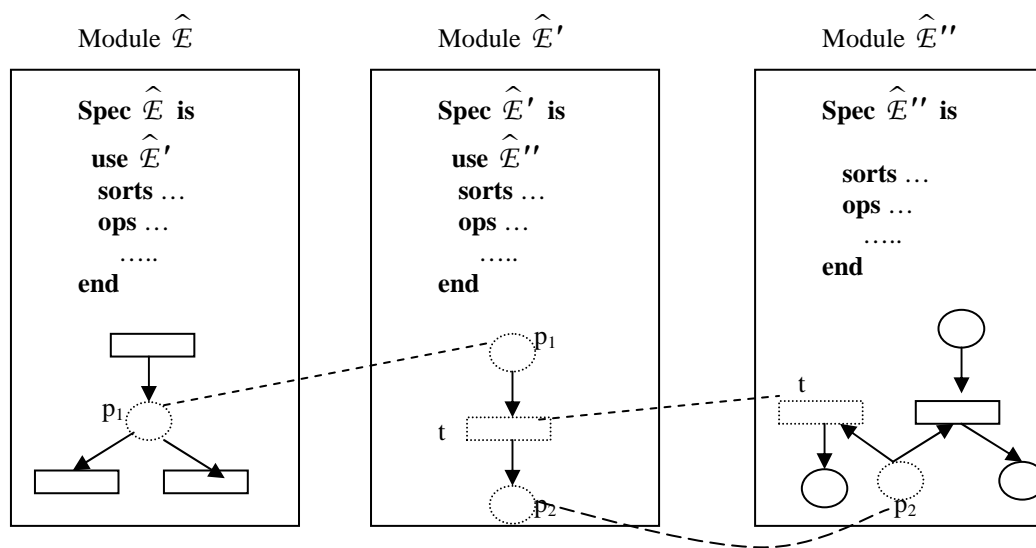 Module ℰ̂
Spec ℰ̂ is
use ℰ̂′
sorts …
ops …
…..
end
p₁
Module ℰ̂′
Spec ℰ̂′ is
use ℰ̂′′
sorts …
ops …
…..
end
p₁
t
p₂
Module ℰ̂′′
Spec ℰ̂′′ is
sorts …
ops …
…..
end
t
p₂